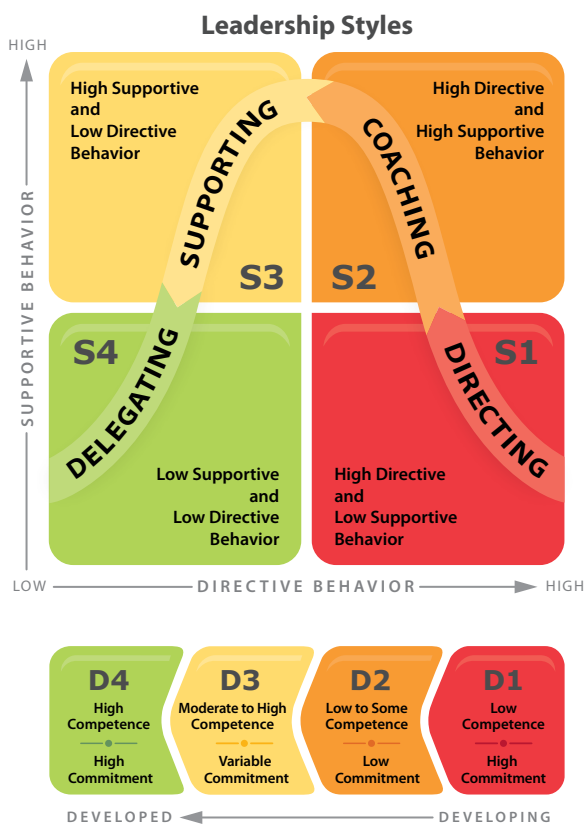 Leadership Styles
HIGH
SUPPORTIVE BEHAVIOR
High Supportive
and
Low Directive
Behavior
SUPPORTING
S3
High Directive
and
High Supportive
Behavior
COACHING
S2
S4
DELEGATING
Low Supportive
and
Low Directive
Behavior
S1
DIRECTING
High Directive
and
Low Supportive
Behavior
LOW
DIRECTIVE BEHAVIOR
HIGH
D4
High
Competence
High
Commitment
D3
Moderate to High
Competence
Variable
Commitment
D2
Low to Some
Competence
Low
Commitment
D1
Low
Competence
High
Commitment
DEVELOPED
DEVELOPING